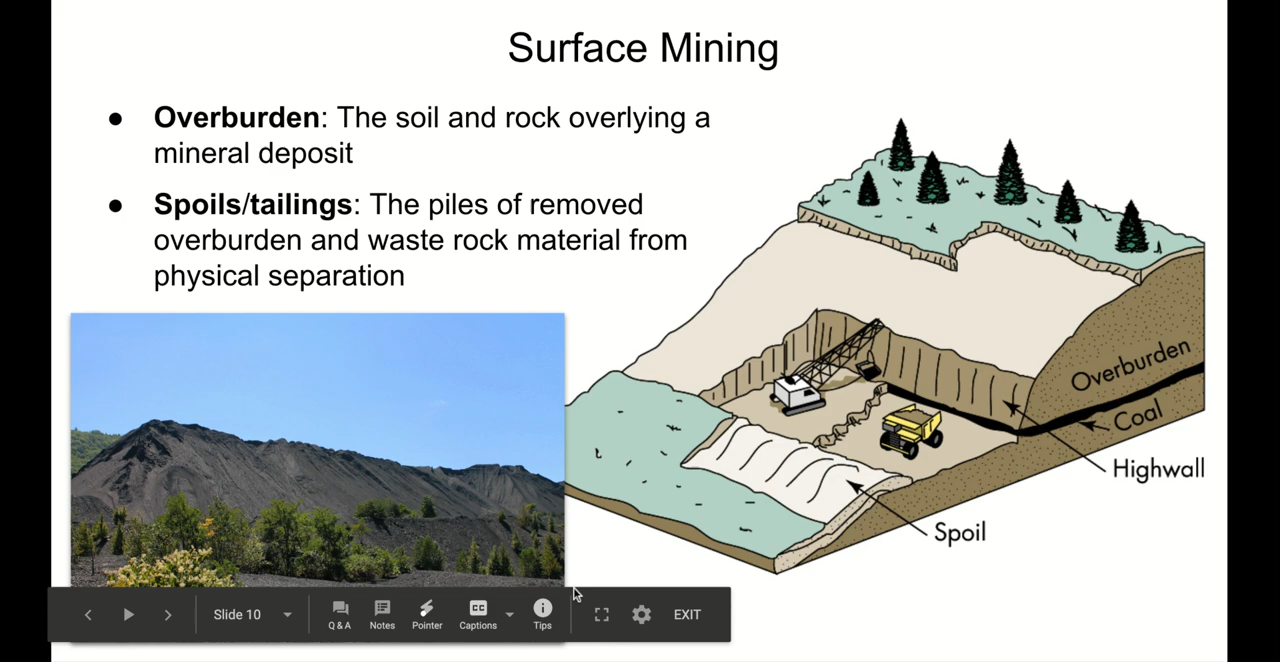 Surface Mining
● Overburden: The soil and rock overlying a
mineral deposit
● Spoils/tailings: The piles of removed
overburden and waste rock material from
physical separation
Overburden
Coal
Highwall
Spoil
Slide 10
Q & A
Notes
Pointer
CC
Captions
Tips
EXIT